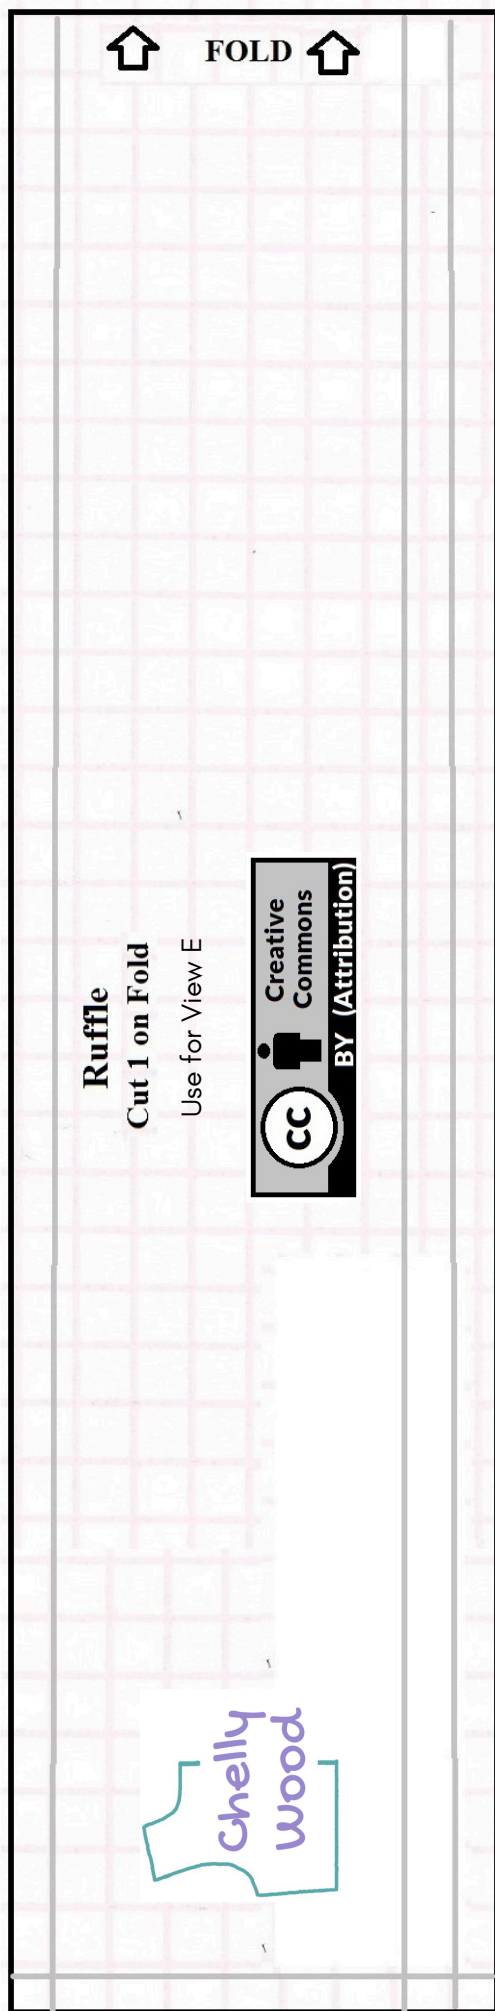 FOLD
Ruffle
Cut 1 on Fold
Use for View E
CC
Creative
Commons
BY (Attribution)
Chelly
Wood